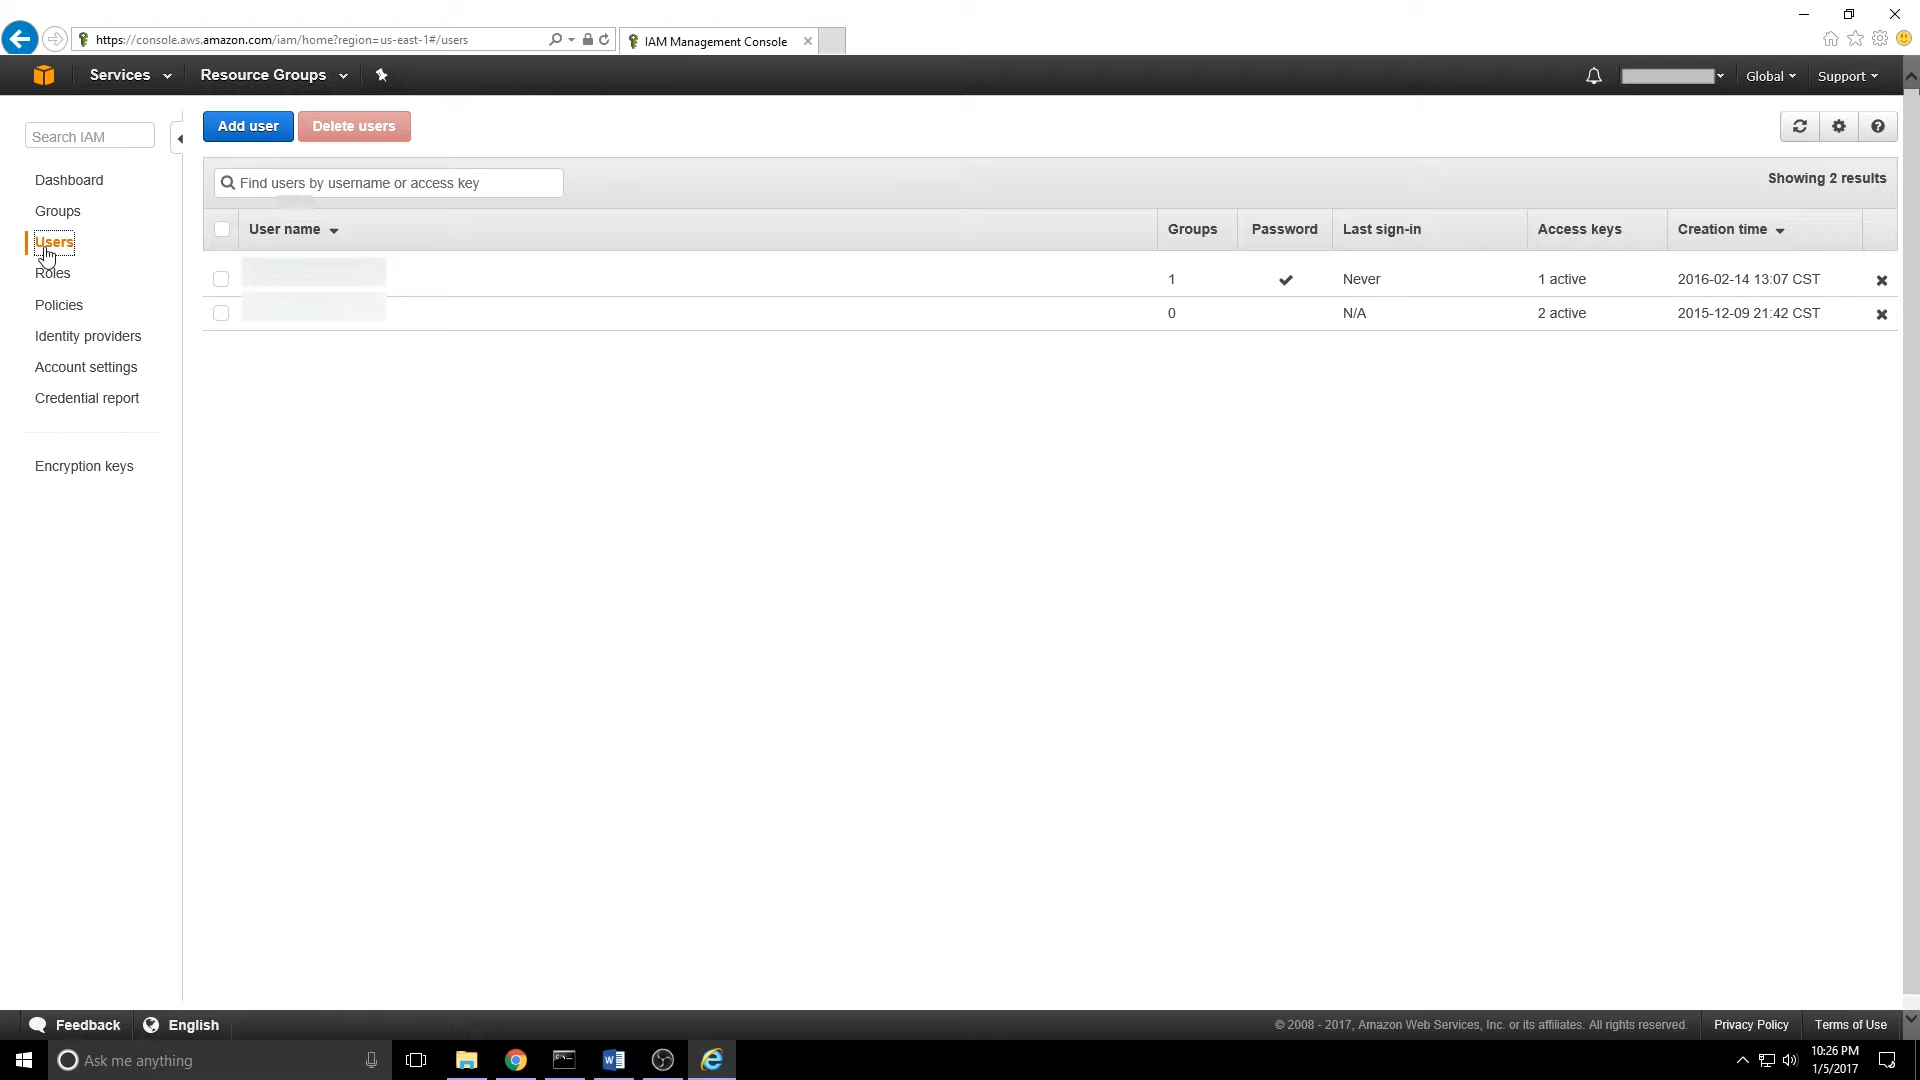 https://console.aws.amazon.com/iam/home?region=us-east-1#/users
IAM Management Console
Services
Resource Groups
Global
Support
Search IAM
Dashboard
Groups
Users
Roles
Policies
Identity providers
Account settings
Credential report
Encryption keys
Add user
Delete users
Find users by username or access key
Showing 2 results
User name Groups Password Last sign-in Access keys Creation time
1 Never 1 active 2016-02-14 13:07 CST
0 N/A 2 active 2015-12-09 21:42 CST
Feedback
English
© 2008 - 2017, Amazon Web Services, Inc. or its affiliates. All rights reserved.
Privacy Policy
Terms of Use
Ask me anything
10:26 PM
1/5/2017